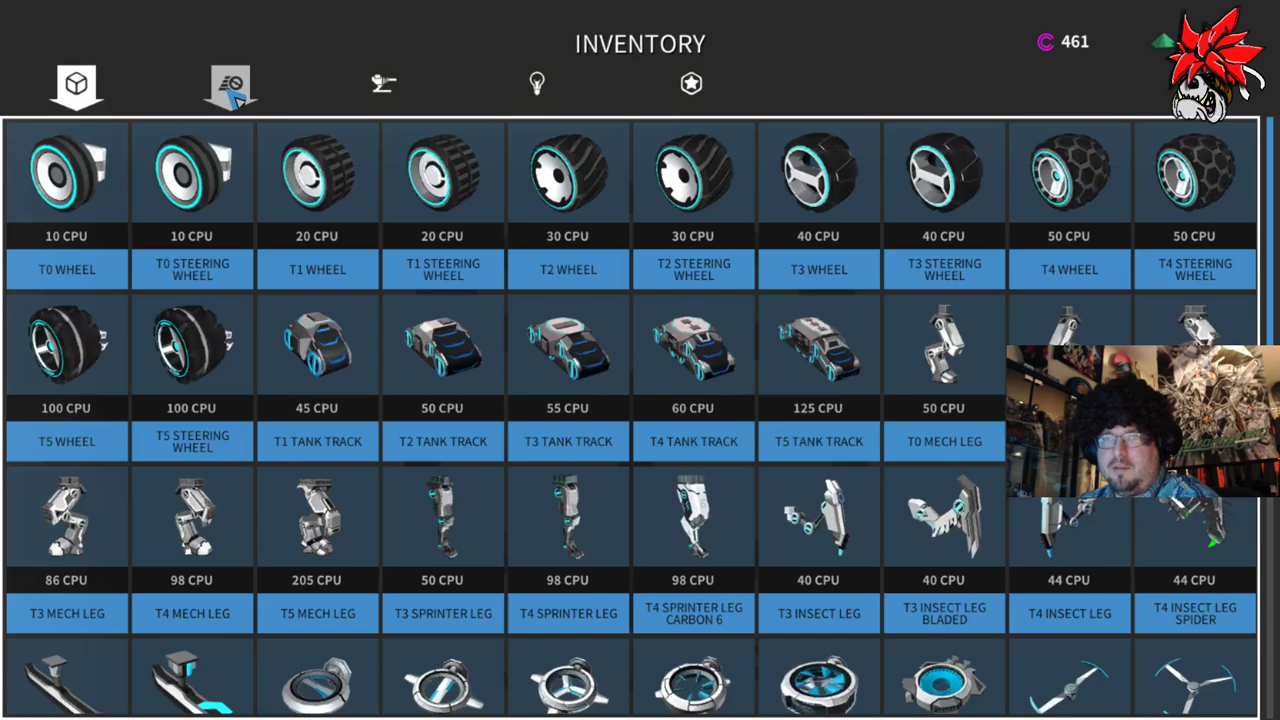 INVENTORY
461
10 CPU
10 CPU
20 CPU
20 CPU
30 CPU
30 CPU
40 CPU
40 CPU
50 CPU
50 CPU
T0 WHEEL
T0 STEERING
WHEEL
T1 WHEEL
T1 STEERING
WHEEL
T2 WHEEL
T2 STEERING
WHEEL
T3 WHEEL
T3 STEERING
WHEEL
T4 WHEEL
T4 STEERING
WHEEL
100 CPU
100 CPU
45 CPU
50 CPU
55 CPU
60 CPU
125 CPU
50 CPU
T5 WHEEL
T5 STEERING
WHEEL
T1 TANK TRACK
T2 TANK TRACK
T3 TANK TRACK
T4 TANK TRACK
T5 TANK TRACK
T0 MECH LEG
86 CPU
98 CPU
205 CPU
50 CPU
98 CPU
98 CPU
40 CPU
40 CPU
44 CPU
44 CPU
T3 MECH LEG
T4 MECH LEG
T5 MECH LEG
T3 SPRINTER LEG
T4 SPRINTER LEG
T4 SPRINTER LEG
CARBON 6
T3 INSECT LEG
T3 INSECT LEG
BLADED
T4 INSECT LEG
T4 INSECT LEG
SPIDER